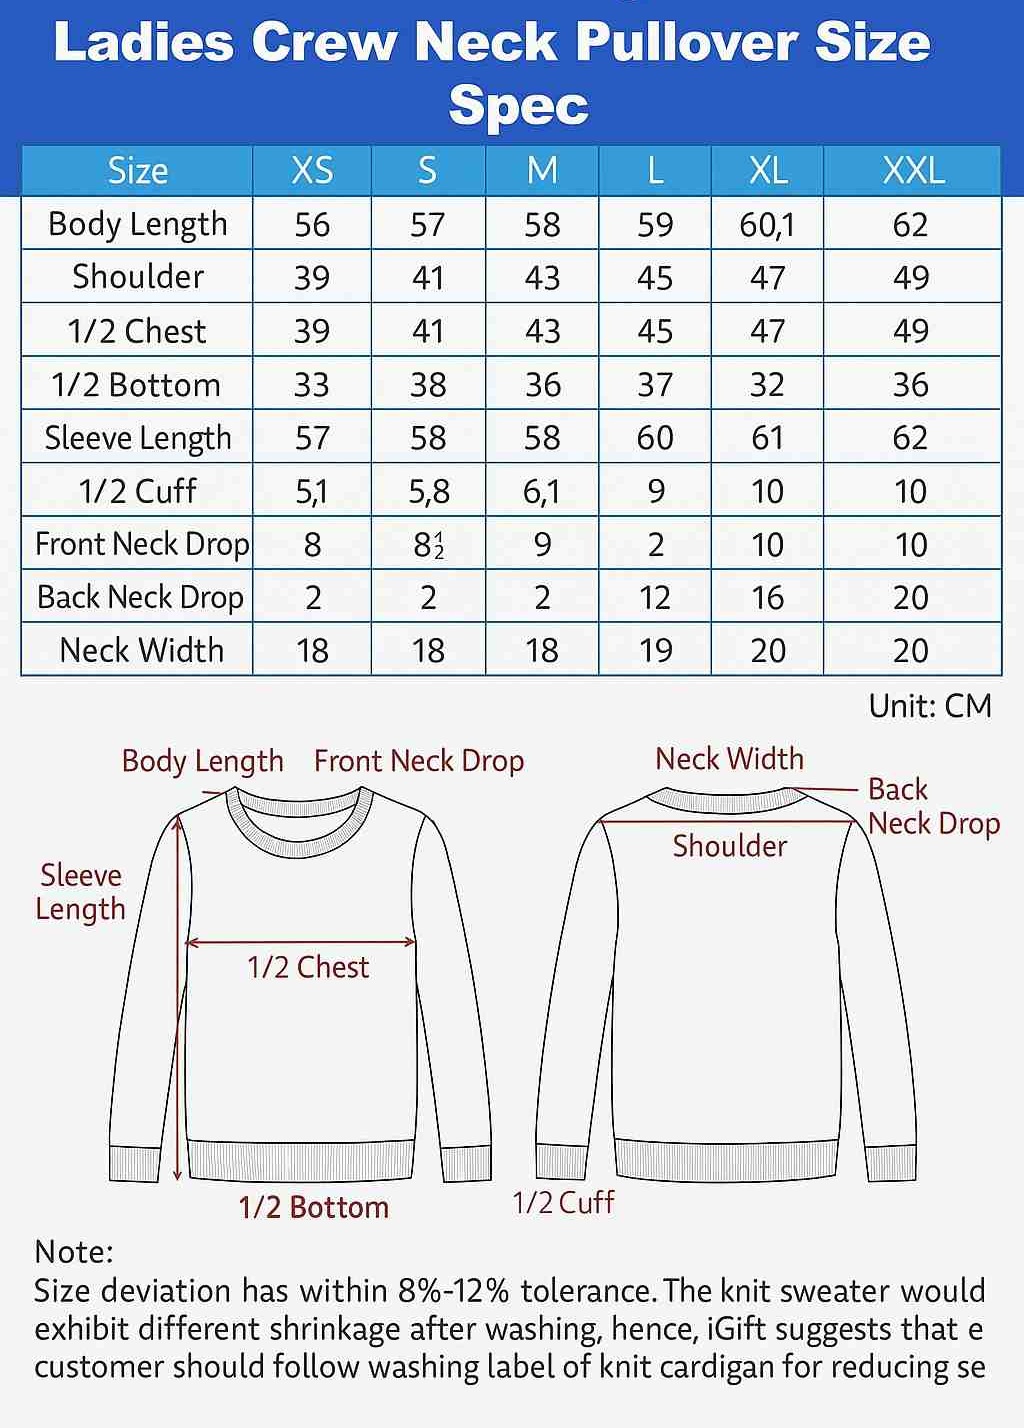 Ladies Crew Neck Pullover Size
Spec
Size XS S M L XL XXL
Body Length 56 57 58 59 60,1 62
Shoulder 39 41 43 45 47 49
1/2 Chest 39 41 43 45 47 49
1/2 Bottom 33 38 36 37 32 36
Sleeve Length 57 58 58 60 61 62
1/2 Cuff 5,1 5,8 6,1 9 10 10
Front Neck Drop 8 8½ 9 2 10 10
Back Neck Drop 2 2 2 12 16 20
Neck Width 18 18 18 19 20 20
Unit: CM
Body Length Front Neck Drop
Neck Width
Back
Neck Drop
Shoulder
Sleeve
Length
1/2 Chest
1/2 Bottom
1/2 Cuff
Note:
Size deviation has within 8%-12% tolerance. The knit sweater would
exhibit different shrinkage after washing, hence, iGift suggests that e
customer should follow washing label of knit cardigan for reducing se